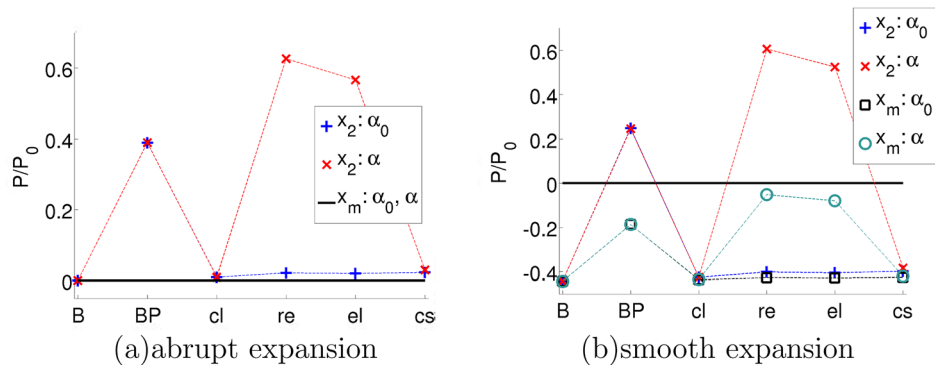 P/P₀
0.6
0.4
0.2
0
x₂: α₀
x₂: α
xₘ: α₀, α
B BP cl re el cs
(a)abrupt expansion
P/P₀
0.6
0.4
0.2
0
-0.2
-0.4
x₂: α₀
x₂: α
xₘ: α₀
xₘ: α
B BP cl re el cs
(b)smooth expansion